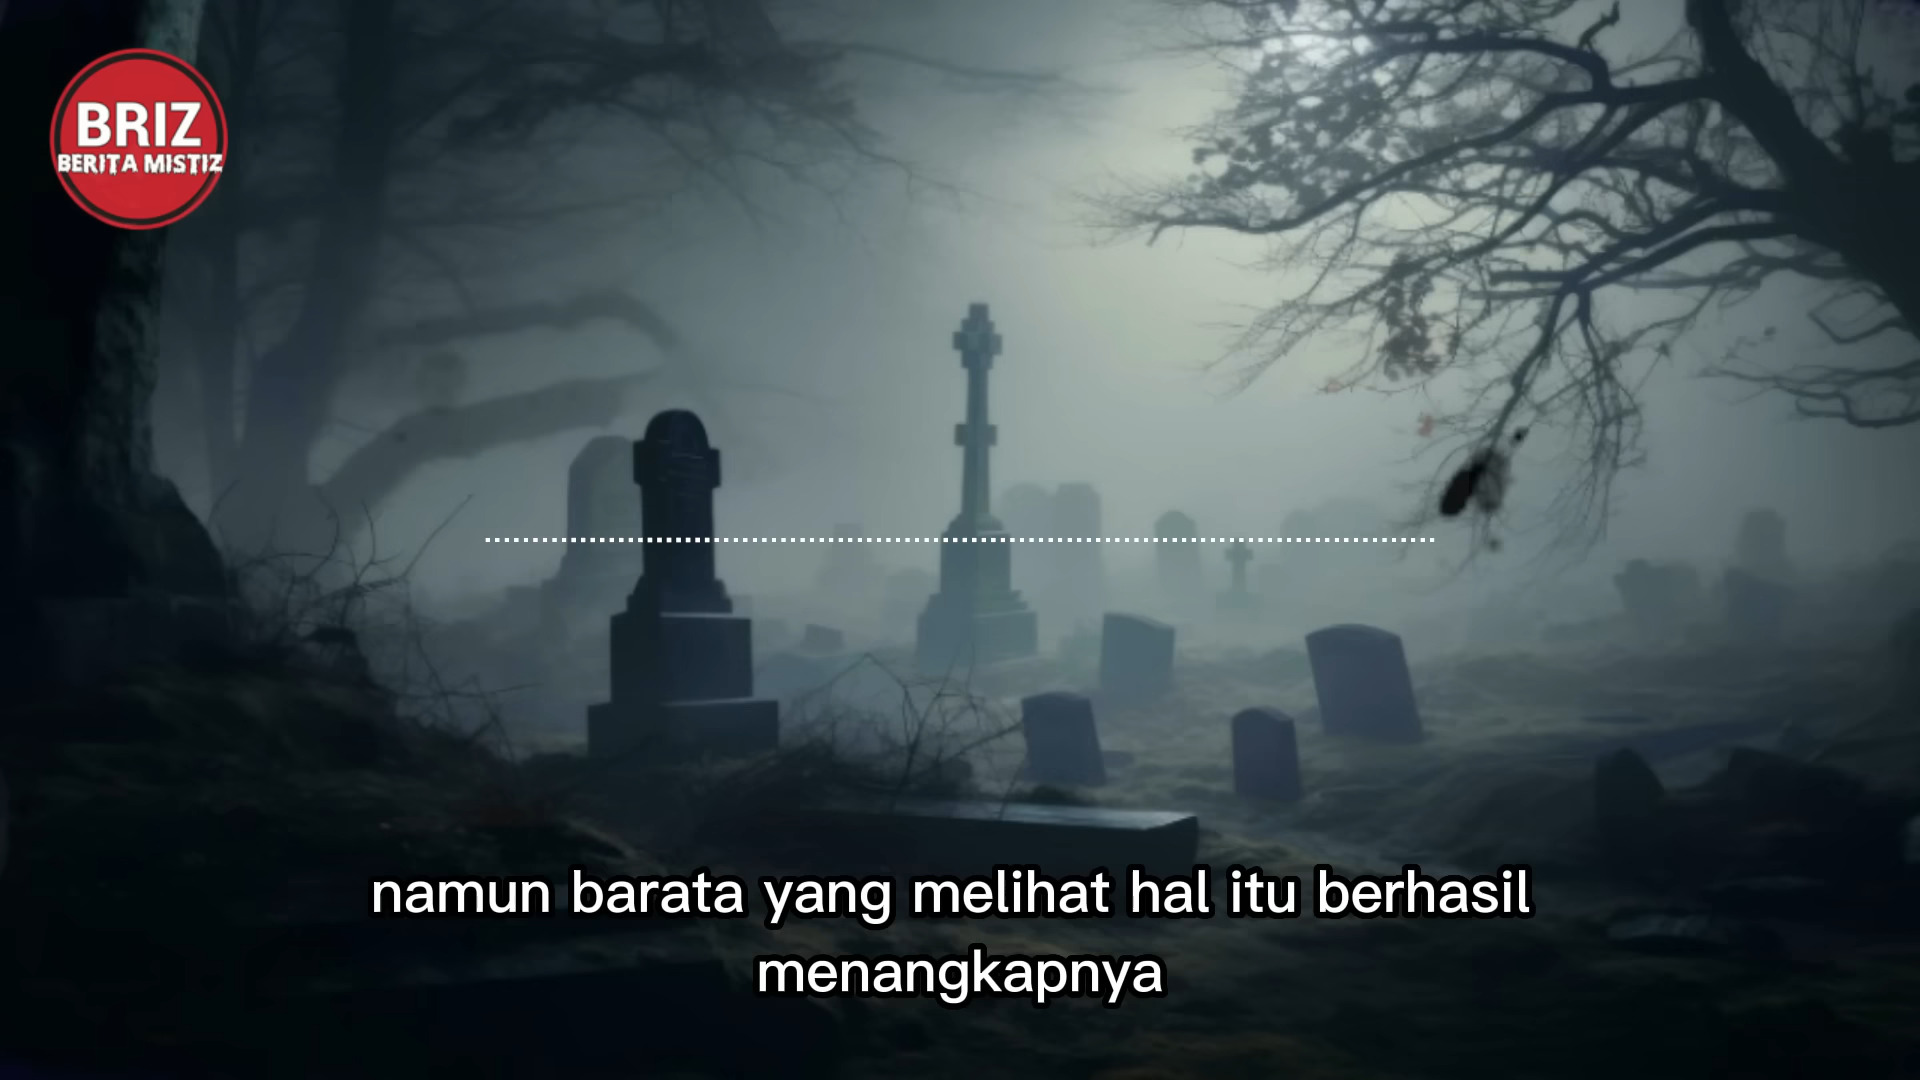 BRIZ
BERITA MISTIZ
namun barata yang melihat hal itu berhasil
menangkapnya